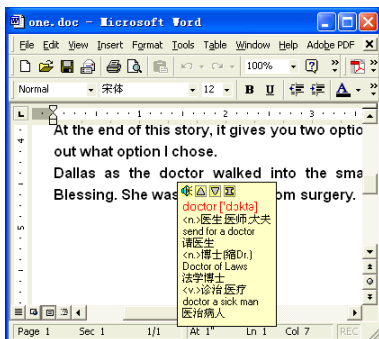 one.doc - Microsoft Word
File Edit View Insert Format Tools Table Window Help Adobe PDF
100%
Normal 宋体 12 B U A
1 2 3
At the end of this story, it gives you two optio
out what option I chose.
Dallas as the doctor walked into the sma
Blessing. She was om surgery.
doctor ['dɔktə]
<n.>医生,医师;大夫
send for a doctor
请医生
<n.>博士(缩Dr.)
Doctor of Laws
法学博士
<v.>诊治,医疗
doctor a sick man
医治病人
Page 1 Sec 1 1/1 At 1" Ln 1 Col 7 REC